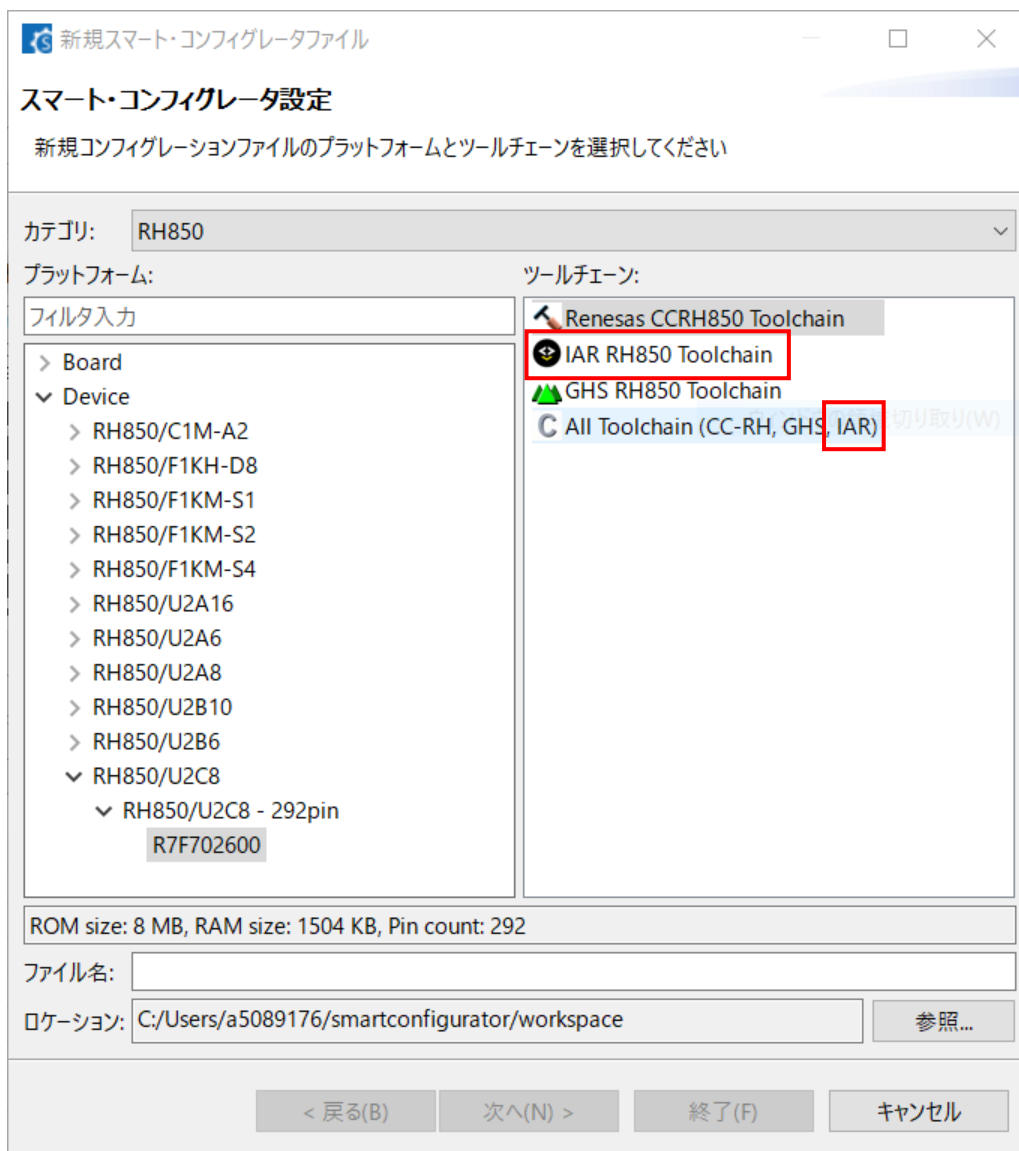 新規スマート・コンフィグレータファイル
スマート・コンフィグレータ設定
新規コンフィグレーションファイルのプラットフォームとツールチェーンを選択してください
カテゴリ: RH850
プラットフォーム:
フィルタ入力
Board
Device
RH850/C1M-A2
RH850/F1KH-D8
RH850/F1KM-S1
RH850/F1KM-S2
RH850/F1KM-S4
RH850/U2A16
RH850/U2A6
RH850/U2A8
RH850/U2B10
RH850/U2B6
RH850/U2C8
RH850/U2C8 - 292pin
R7F702600
ツールチェーン:
Renesas CCRH850 Toolchain
IAR RH850 Toolchain
GHS RH850 Toolchain
All Toolchain (CC-RH, GHS, IAR)
切り取り(W)
ROM size: 8 MB, RAM size: 1504 KB, Pin count: 292
ファイル名:
ロケーション: C:/Users/a5089176/smartconfigurator/workspace
参照...
< 戻る(B)
次へ(N) >
終了(F)
キャンセル